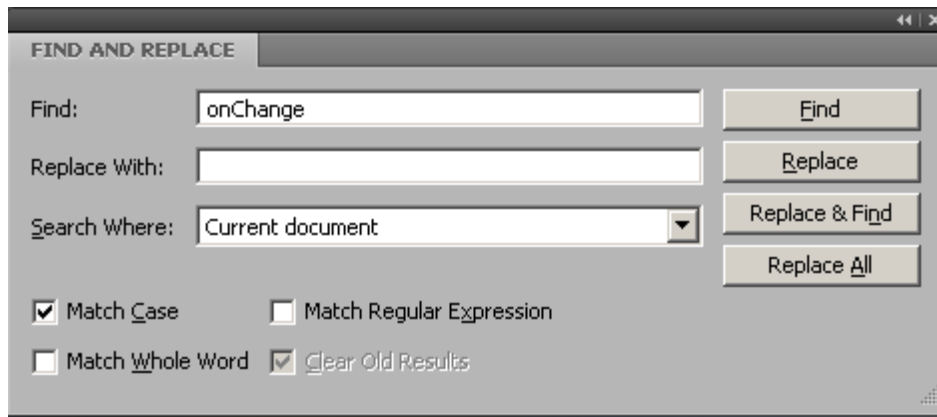 FIND AND REPLACE
Find: onChange Find
Replace With: Replace
Search Where: Current document Replace & Find
Replace All
Match Case Match Regular Expression
Match Whole Word Clear Old Results